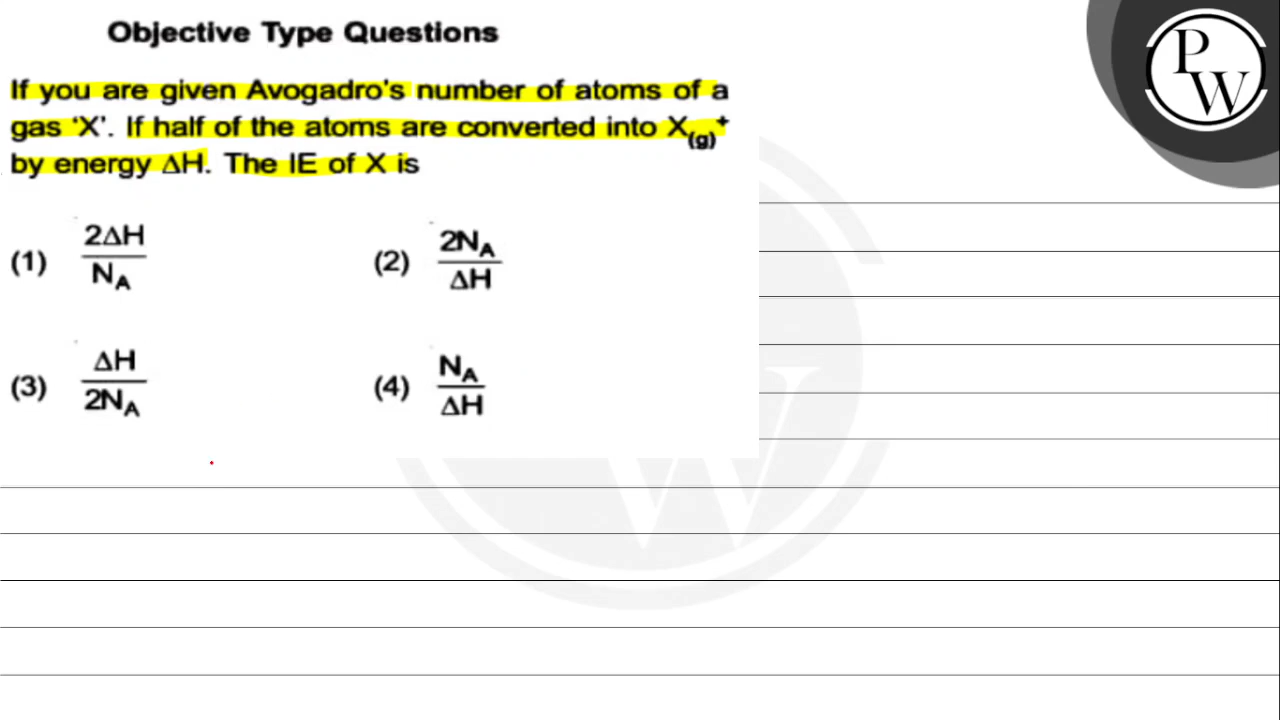 Objective Type Questions
If you are given Avogadro's number of atoms of a
gas 'X'. If half of the atoms are converted into X(g)+
by energy ΔH. The IE of X is
(1) 2ΔH/NA (2) 2NA/ΔH
(3) ΔH/2NA (4) NA/ΔH
P
W